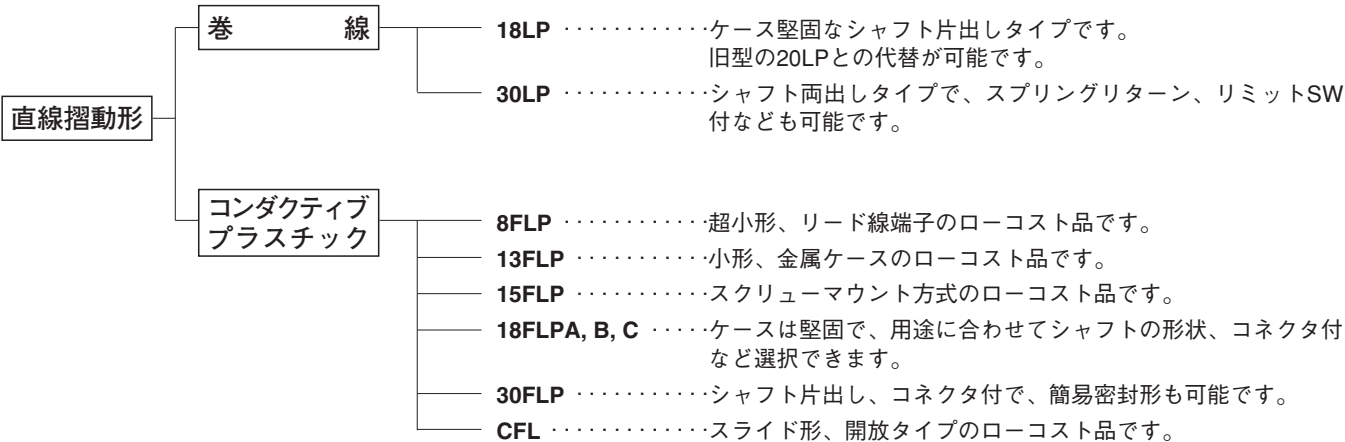 巻線
18LP ············ケース堅固なシャフト片出しタイプです。
旧型の20LPとの代替が可能です。
30LP ············シャフト両出しタイプで、スプリングリターン、リミットSW
付なども可能です。
直線摺動形
コンダクティブ
プラスチック
8FLP ············超小形、リード線端子のローコスト品です。
13FLP ···········小形、金属ケースのローコスト品です。
15FLP ···········スクリューマウント方式のローコスト品です。
18FLPA, B, C ·····ケースは堅固で、用途に合わせてシャフトの形状、コネクタ付
など選択できます。
30FLP ···········シャフト片出し、コネクタ付で、簡易密封形も可能です。
CFL ·············スライド形、開放タイプのローコスト品です。